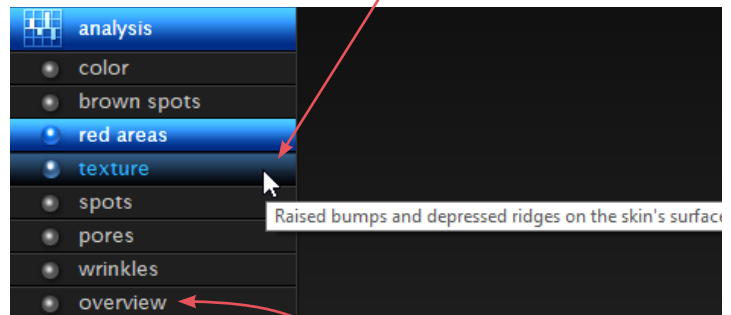 analysis
color
brown spots
red areas
texture
spots
Raised bumps and depressed ridges on the skin's surface
pores
wrinkles
overview